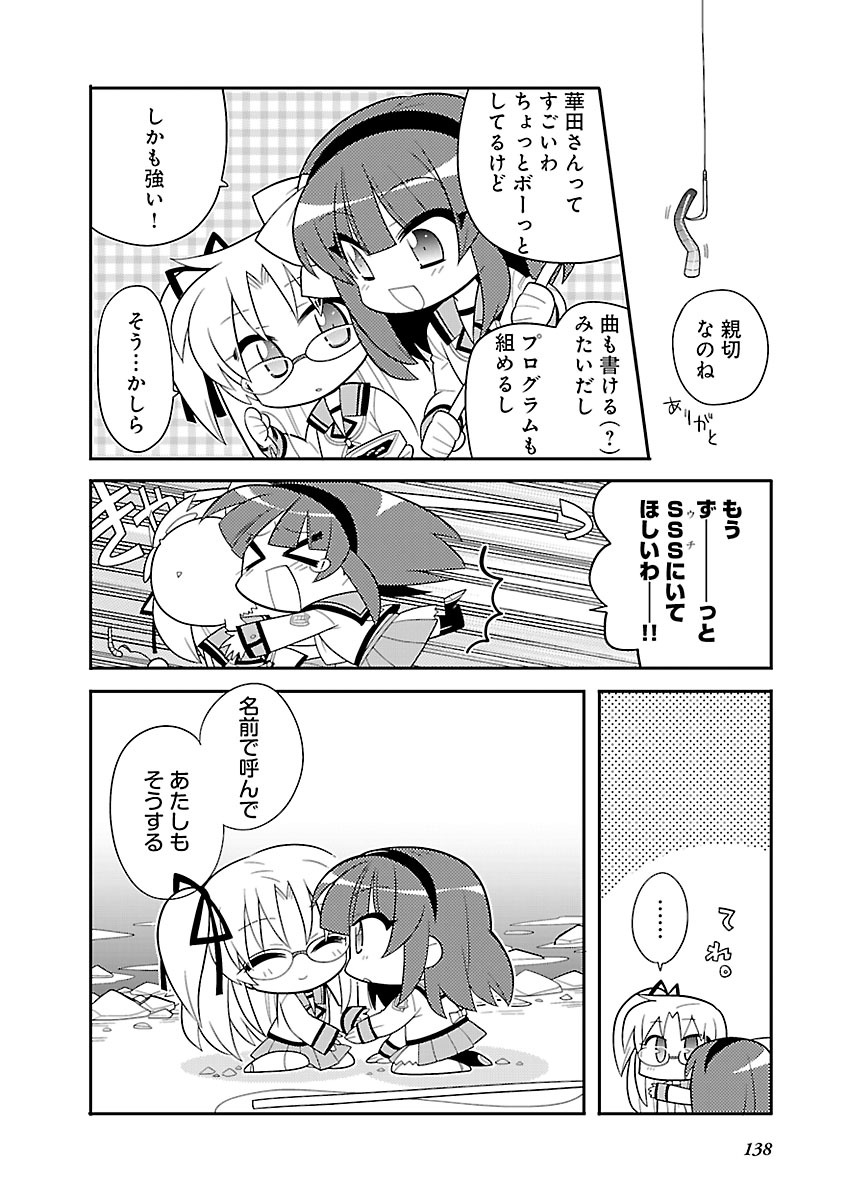 親切
なのね
ありがと
華田さんって
すごいわ
ちょっとボーっと
してるけど
曲も書ける(?)
みたいだし
プログラムも
組めるし
しかも強い!
そう…かしら
もう
ずーーっと
SSSにいて
ウチ
ほしいわーー!!
……
てれ。
名前で呼んで
あたしも
そうする
138